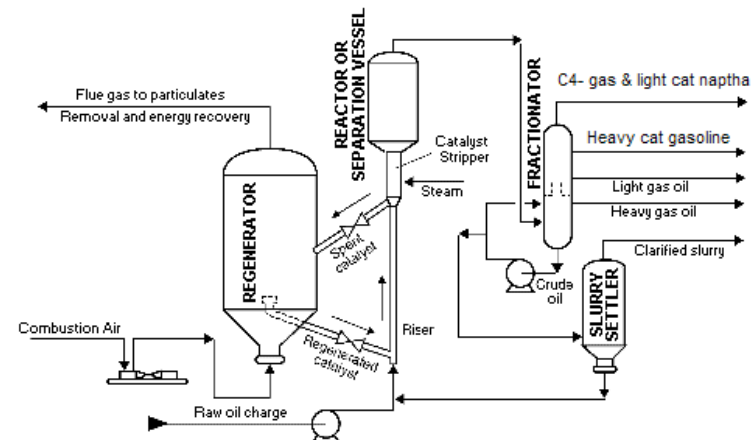 REACTOR OR
SEPARATION VESSEL
C4- gas & light cat naptha
Flue gas to particulates
Removal and energy recovery
FRACTIONATOR
Heavy cat gasoline
Catalyst
Stripper
Steam
Light gas oil
Heavy gas oil
REGENERATOR
Spent
catalyst
Clarified slurry
Crude
oil
SLURRY
SETTLER
Combustion Air
Riser
Regenerated
catalyst
Raw oil charge